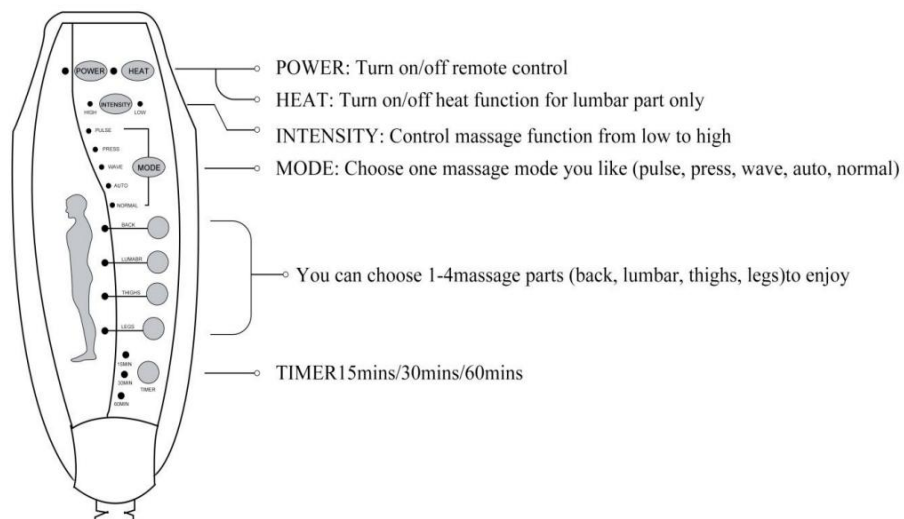 POWER HEAT
INTENSITY
HIGH LOW
PULSE
PRESS
WAVE
MODE
AUTO
NORMAL
BACK
LUMABR
THIGHS
LEGS
15MIN
30MIN
TIMER
60MIN
POWER: Turn on/off remote control
HEAT: Turn on/off heat function for lumbar part only
INTENSITY: Control massage function from low to high
MODE: Choose one massage mode you like (pulse, press, wave, auto, normal)
You can choose 1-4massage parts (back, lumbar, thighs, legs)to enjoy
TIMER15mins/30mins/60mins